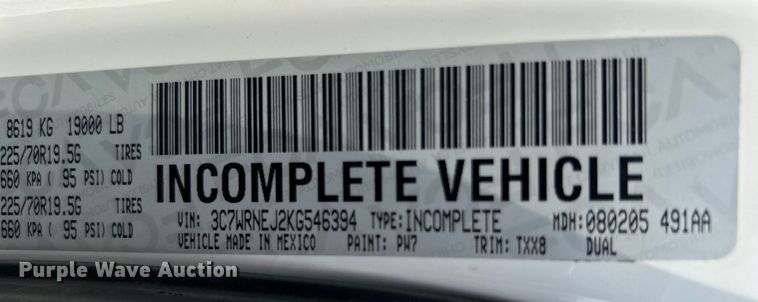 8619 KG 19000 LB
225/70R19.5G TIRES
660 KPA ( 95 PSI) COLD
225/70R19.5G TIRES
660 KPA ( 95 PSI) COLD
INCOMPLETE VEHICLE
VIN: 3C7WRNEJ2KG546394 TYPE: INCOMPLETE MDH: 080205 491AA
VEHICLE MADE IN MEXICO PAINT: PW7 TRIM: TXX8 DUAL
Purple Wave Auction